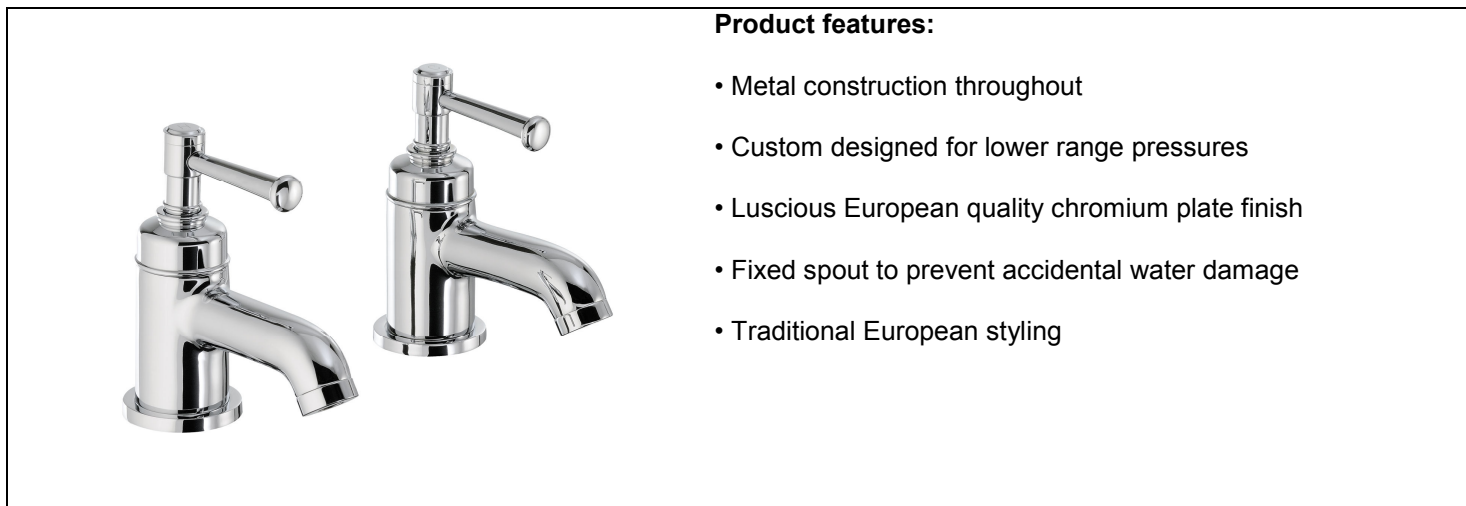 Product features:
• Metal construction throughout
• Custom designed for lower range pressures
• Luscious European quality chromium plate finish
• Fixed spout to prevent accidental water damage
• Traditional European styling